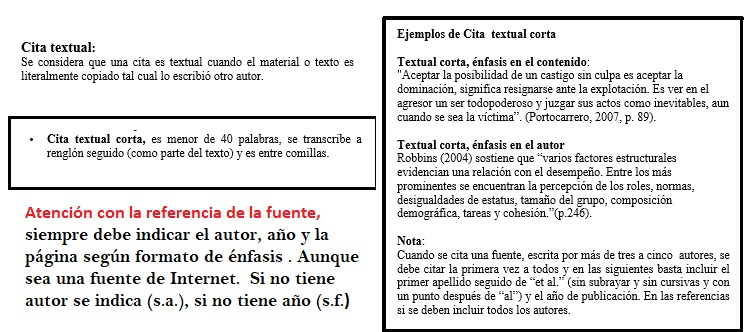 Cita textual:
Se considera que una cita es textual cuando el material o texto es
literalmente copiado tal cual lo escribió otro autor.
• Cita textual corta, es menor de 40 palabras, se transcribe a
renglón seguido (como parte del texto) y es entre comillas.
Atención con la referencia de la fuente,
siempre debe indicar el autor, año y la
página según formato de énfasis . Aunque
sea una fuente de Internet. Si no tiene
autor se indica (s.a.), si no tiene año (s.f.)
Ejemplos de Cita textual corta
Textual corta, énfasis en el contenido:
"Aceptar la posibilidad de un castigo sin culpa es aceptar la
dominación, significa resignarse ante la explotación. Es ver en el
agresor un ser todopoderoso y juzgar sus actos como inevitables, aun
cuando se sea la víctima”. (Portocarrero, 2007, p. 89).
Textual corta, énfasis en el autor
Robbins (2004) sostiene que “varios factores estructurales
evidencian una relación con el desempeño. Entre los más
prominentes se encuentran la percepción de los roles, normas,
desigualdades de estatus, tamaño del grupo, composición
demográfica, tareas y cohesión.”(p.246).
Nota:
Cuando se cita una fuente, escrita por más de tres a cinco autores, se
debe citar la primera vez a todos y en las siguientes basta incluir el
primer apellido seguido de “et al.” (sin subrayar y sin cursivas y con
un punto después de “al”) y el año de publicación. En las referencias
si se deben incluir todos los autores.